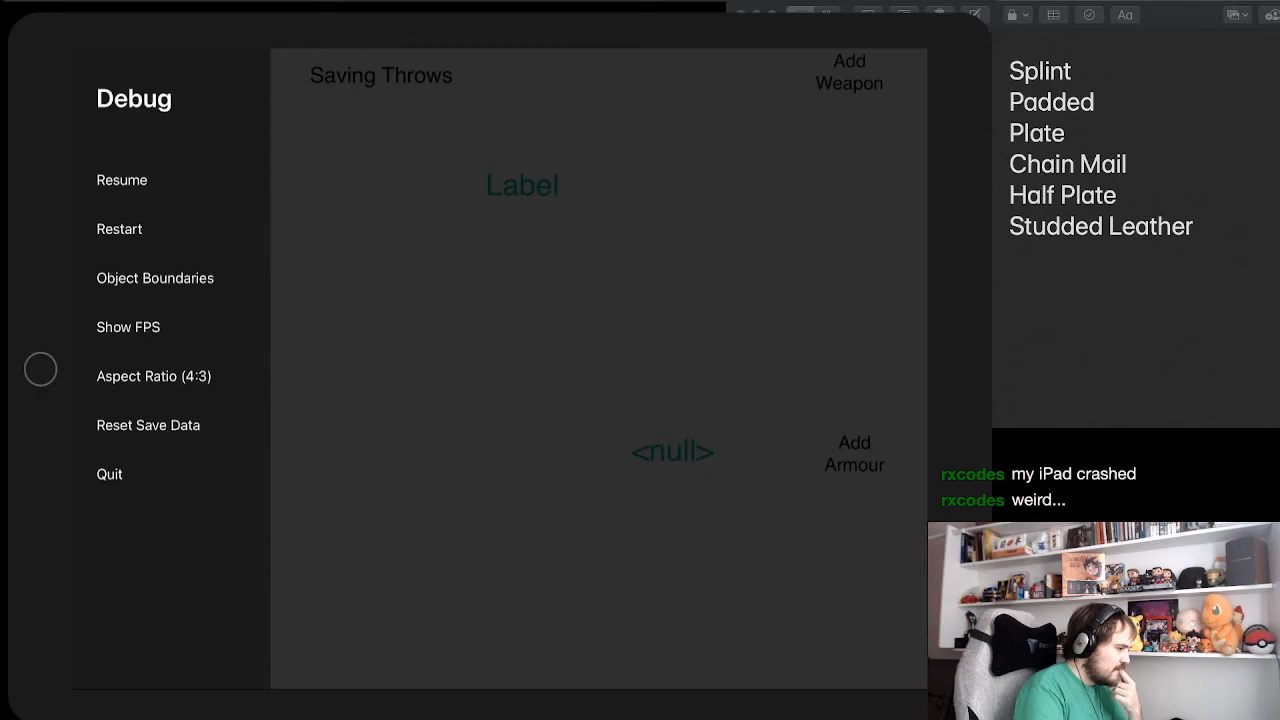 Debug
Resume
Restart
Object Boundaries
Show FPS
Aspect Ratio (4:3)
Reset Save Data
Quit
Saving Throws
Add
Weapon
Label
<null>
Add
Armour
Aa
Splint
Padded
Plate
Chain Mail
Half Plate
Studded Leather
rxcodes my iPad crashed
rxcodes weird...